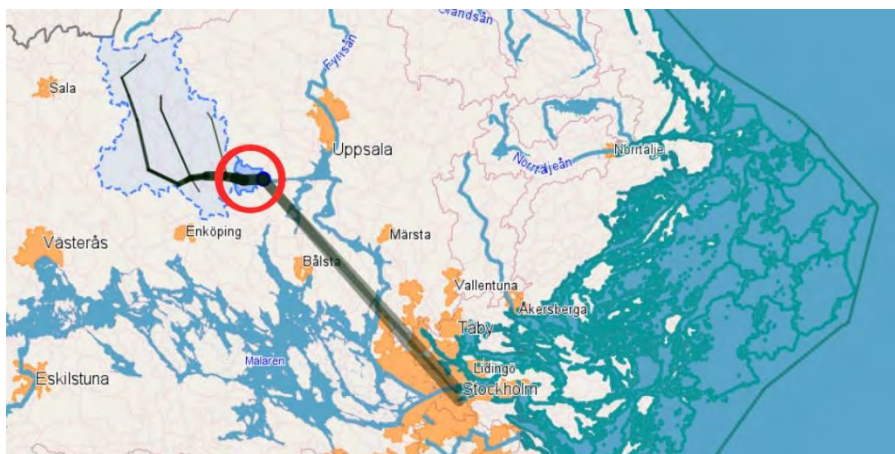 Fyrisån
Sala
Uppsala
Norrtälje
Norrtäljeån
Enköping
Märsta
Västerås
Bålsta
Vallentuna
Åkersberga
Täby
Mälaren
Lidingö
Eskilstuna
Stockholm